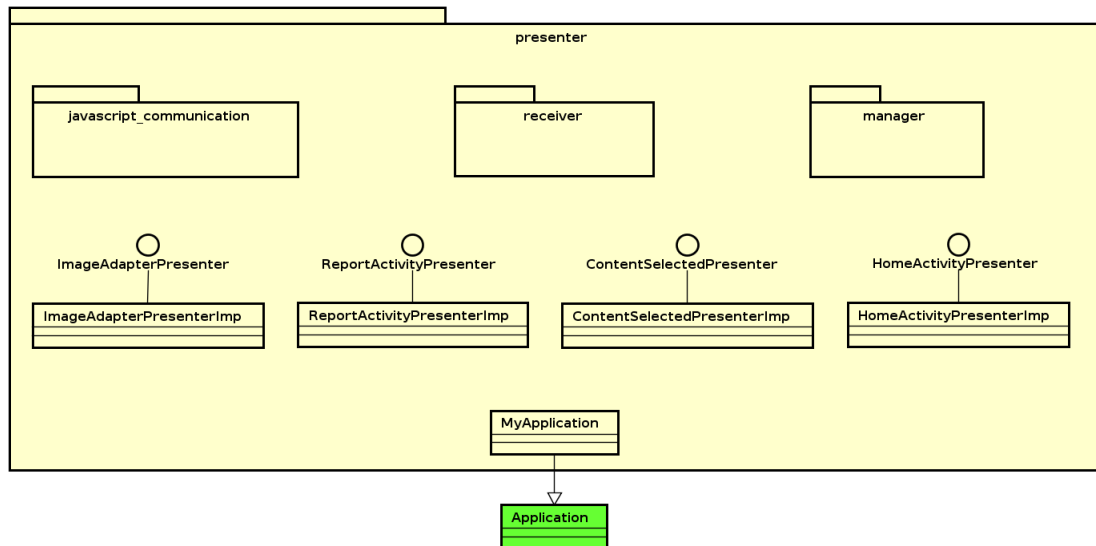 presenter
javascript_communication
receiver
manager
ImageAdapterPresenter
ReportActivityPresenter
ContentSelectedPresenter
HomeActivityPresenter
ImageAdapterPresenterImp
ReportActivityPresenterImp
ContentSelectedPresenterImp
HomeActivityPresenterImp
MyApplication
Application